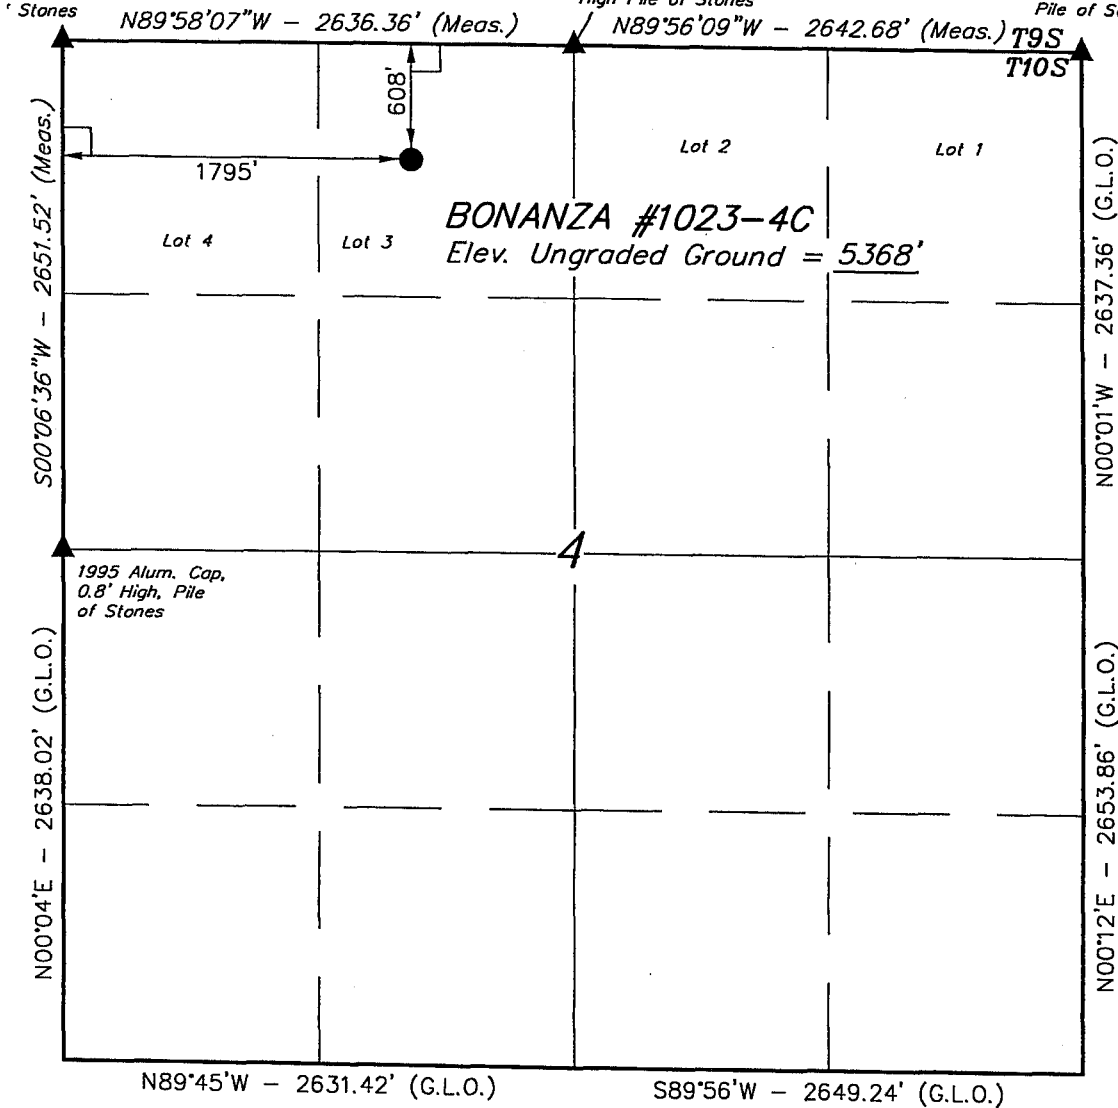 Stones
High Pile of Stones
Pile of
N89°58'07"W - 2636.36' (Meas.)
N89°56'09"W - 2642.68' (Meas.)
T9S
T10S
608'
1795'
Lot 2
Lot 1
BONANZA #1023-4C
Elev. Ungraded Ground = 5368'
Lot 4
Lot 3
S00°06'36"W - 2651.52' (Meas.)
N00°01'W - 2637.36' (G.L.O.)
4
1995 Alum. Cap,
0.8' High, Pile
of Stones
N00°04'E - 2638.02' (G.L.O.)
N00°12'E - 2653.86' (G.L.O.)
N89°45'W - 2631.42' (G.L.O.)
S89°56'W - 2649.24' (G.L.O.)